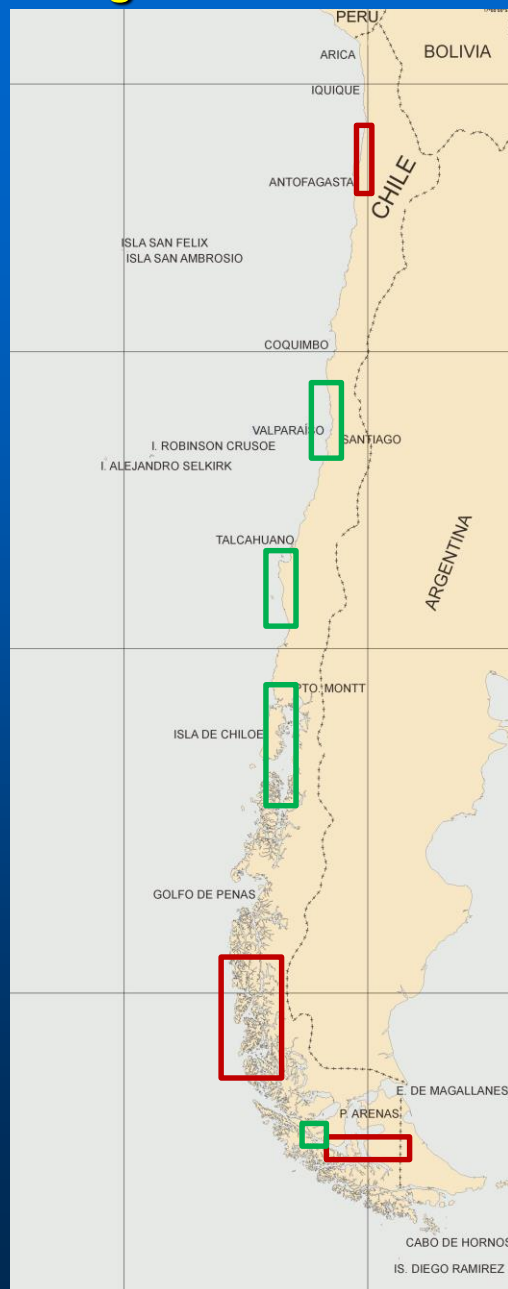 PERU
BOLIVIA
ARICA
IQUIQUE
ANTOFAGASTA
CHILE
ISLA SAN FELIX
ISLA SAN AMBROSIO
COQUIMBO
VALPARAÍSO
SANTIAGO
I. ROBINSON CRUSOE
I. ALEJANDRO SELKIRK
TALCAHUANO
ARGENTINA
PTO. MONTT
ISLA DE CHILOE
GOLFO DE PENAS
E. DE MAGALLANES
P. ARENAS
CABO DE HORNOS
IS. DIEGO RAMIREZ